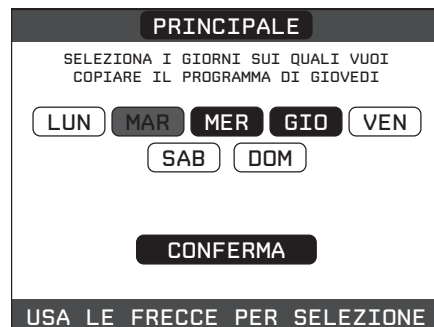 PRINCIPALE
SELEZIONA I GIORNI SUI QUALI VUOI
COPIARE IL PROGRAMMA DI GIOVEDI
LUN MAR MER GIO VEN
SAB DOM
CONFERMA
USA LE FRECCE PER SELEZIONE